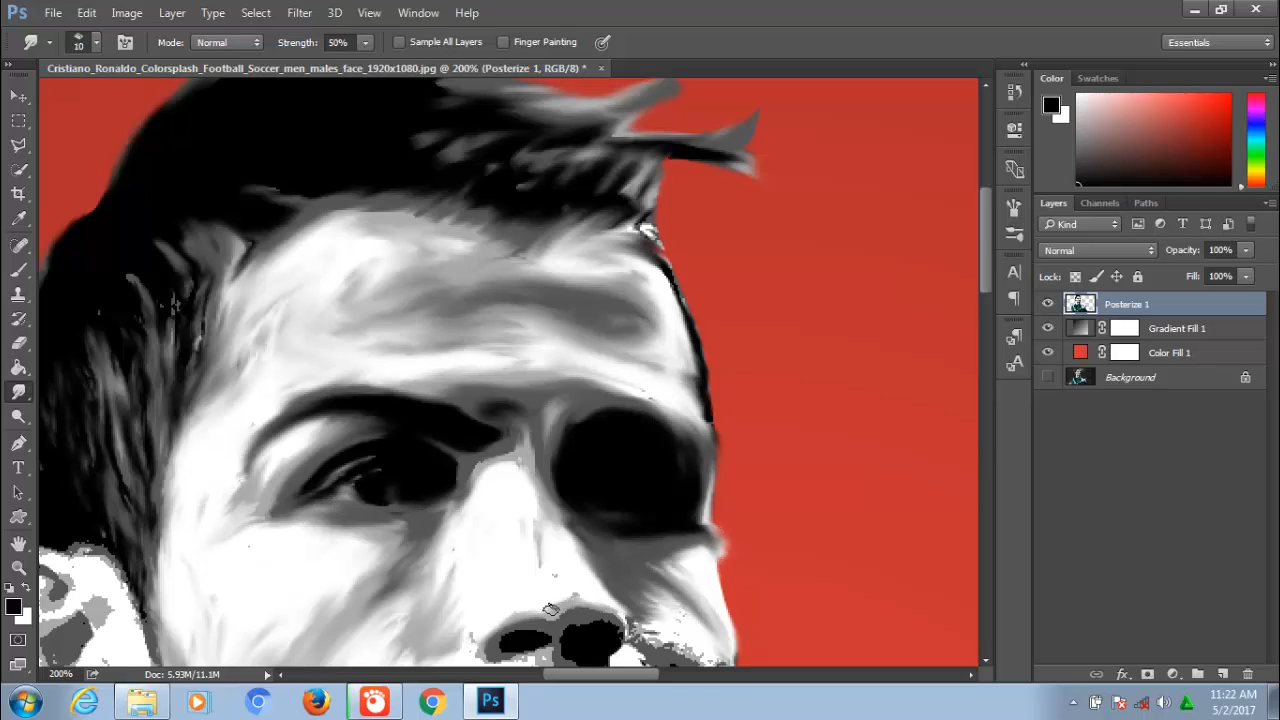 Ps File Edit Image Layer Type Select Filter 3D View Window Help
10 Mode: Normal Strength: 50% Sample All Layers Finger Painting Essentials
Cristiano_Ronaldo_Colorsplash_Football_Soccer_men_males_face_1920x1080.jpg @ 200% (Posterize 1, RGB/8) * ×
Color Swatches
Layers Channels Paths
Kind
Normal Opacity: 100%
Lock: Fill: 100%
Posterize 1
Gradient Fill 1
Color Fill 1
Background
200% Doc: 5.93M/11.1M
fx
Ps
11:22 AM
5/2/2017